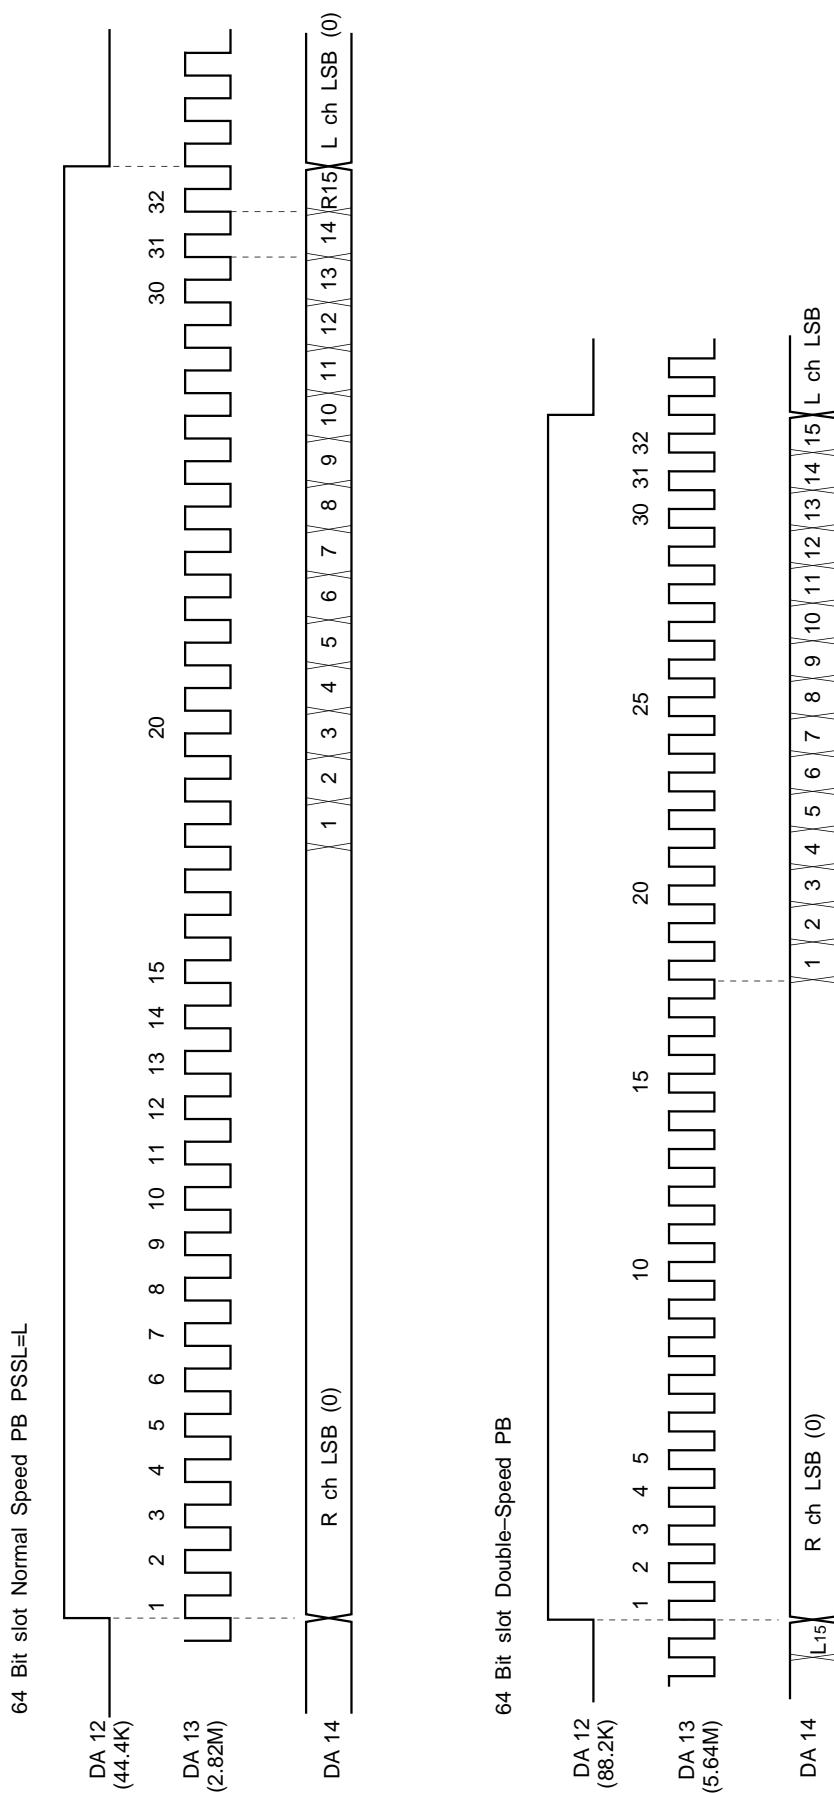 64 Bit slot Normal Speed PB PSSL=L
DA 12
(44.4K)
DA 13
(2.82M)
1 2 3 4 5 6 7 8 9 10 11 12 13 14 15 20 30 31 32
DA 14
R ch LSB (0) 1 2 3 4 5 6 7 8 9 10 11 12 13 14 R15 L ch LSB (0)
64 Bit slot Double–Speed PB
DA 12
(88.2K)
DA 13
(5.64M)
1 2 3 4 5 10 15 20 25 30 31 32
DA 14
L15 R ch LSB (0) 1 2 3 4 5 6 7 8 9 10 11 12 13 14 15 L ch LSB